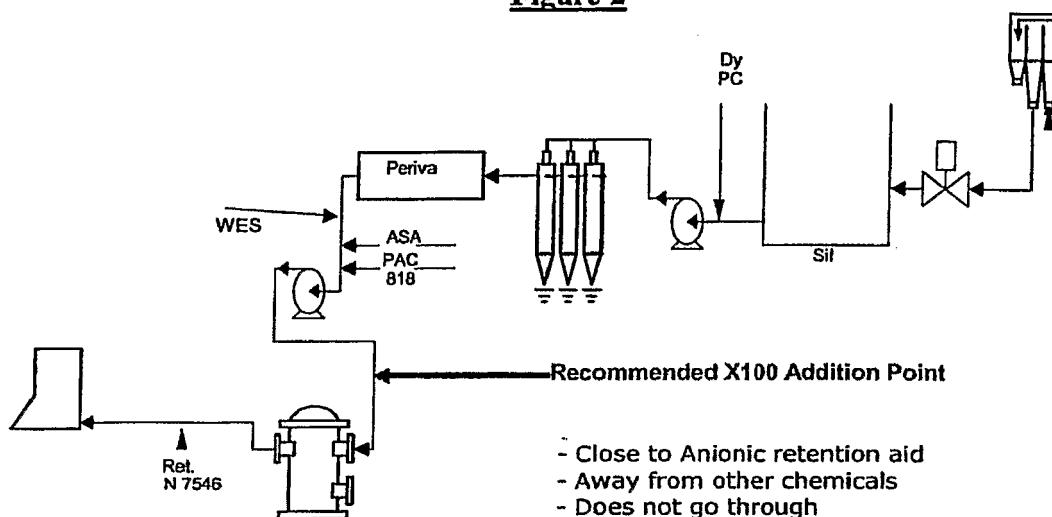 Figure 2
Dy
PC
Periva
WES
ASA
PAC
818
Sil
Recommended X100 Addition Point
Ret.
N 7546
- Close to Anionic retention aid
- Away from other chemicals
- Does not go through